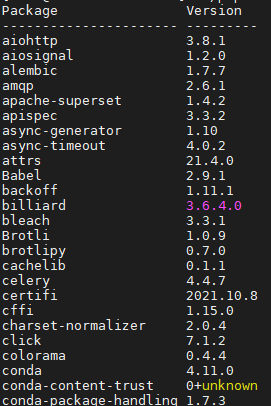 Package Version
---------------------- ---------
aiohttp 3.8.1
aiosignal 1.2.0
alembic 1.7.7
amqp 2.6.1
apache-superset 1.4.2
apispec 3.3.2
async-generator 1.10
async-timeout 4.0.2
attrs 21.4.0
Babel 2.9.1
backoff 1.11.1
billiard 3.6.4.0
bleach 3.3.1
Brotli 1.0.9
brotlipy 0.7.0
cachelib 0.1.1
celery 4.4.7
certifi 2021.10.8
cffi 1.15.0
charset-normalizer 2.0.4
click 7.1.2
colorama 0.4.4
conda 4.11.0
conda-content-trust 0+unknown
conda-package-handling 1.7.3